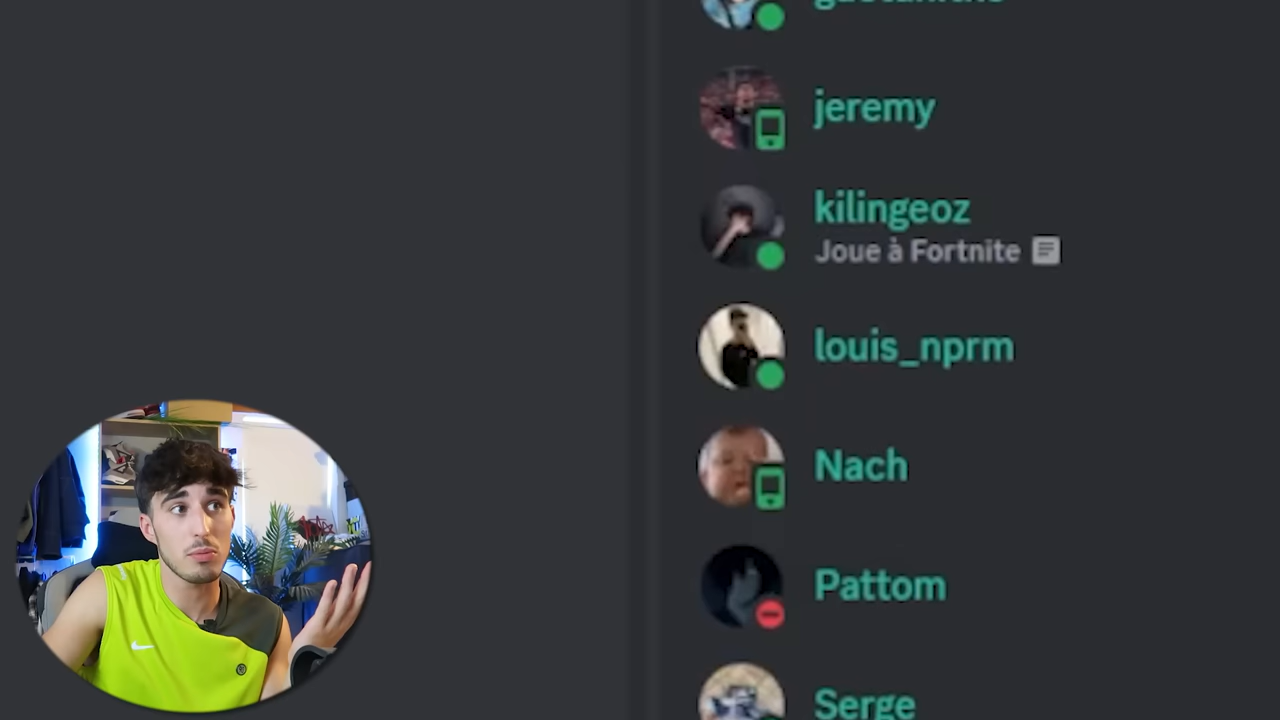 jeremy
kilingeoz
Joue à Fortnite
louis_nprm
Nach
Pattom
Serge